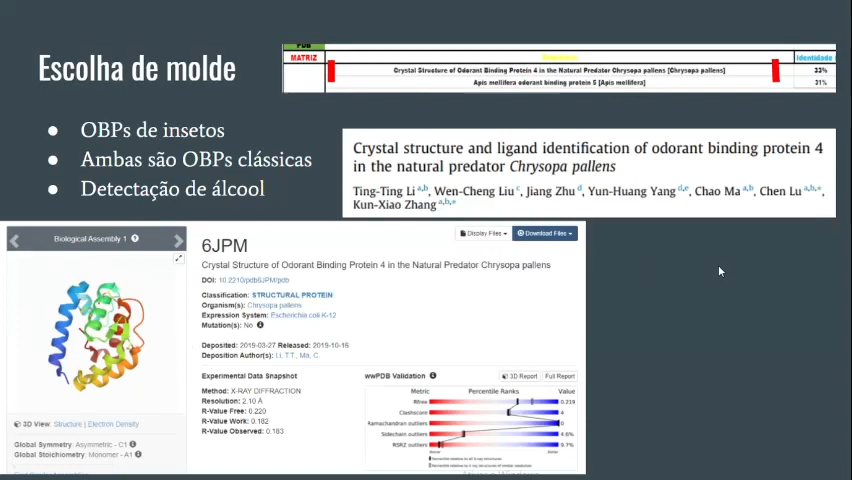 Escolha de molde
PDB
MATRIZ
Identidade
Crystal Structure of Odorant Binding Protein 4 in the Natural Predator Chrysopa pallens [Chrysopa pallens] 33%
Apis mellifera odorant binding protein 5 [Apis mellifera] 31%
● OBPs de insetos
● Ambas são OBPs clássicas
● Detectação de álcool
Crystal structure and ligand identification of odorant binding protein 4
in the natural predator Chrysopa pallens
Ting-Ting Li a,b, Wen-Cheng Liu c, Jiang Zhu d, Yun-Huang Yang d,e, Chao Ma a,b, Chen Lu a,b,*,
Kun-Xiao Zhang a,b,*
Biological Assembly 1
Display Files
Download Files
6JPM
Crystal Structure of Odorant Binding Protein 4 in the Natural Predator Chrysopa pallens
DOI: 10.2210/pdb6JPM/pdb
Classification: STRUCTURAL PROTEIN
Organism(s): Chrysopa pallens
Expression System: Escherichia coli K-12
Mutation(s): No
Deposited: 2019-03-27 Released: 2019-10-16
Deposition Author(s): Li, T.T., Ma, C.
Experimental Data Snapshot
Method: X-RAY DIFFRACTION
Resolution: 2.10 Å
R-Value Free: 0.220
R-Value Work: 0.182
R-Value Observed: 0.183
wwPDB Validation
3D Report
Full Report
Metric Percentile Ranks Value
Rfree 0.219
Clashscore 4
Ramachandran outliers 0
Sidechain outliers 4.6%
RSRZ outliers 9.7%
3D View: Structure | Electron Density
Global Symmetry: Asymmetric - C1
Global Stoichiometry: Monomer - A1